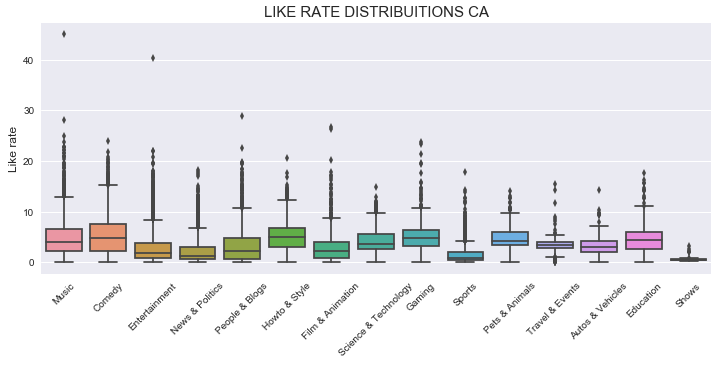 LIKE RATE DISTRIBUITIONS CA
Like rate
40
30
20
10
0
Music
Comedy
Entertainment
News & Politics
People & Blogs
Howto & Style
Film & Animation
Science & Technology
Gaming
Sports
Pets & Animals
Travel & Events
Autos & Vehicles
Education
Shows